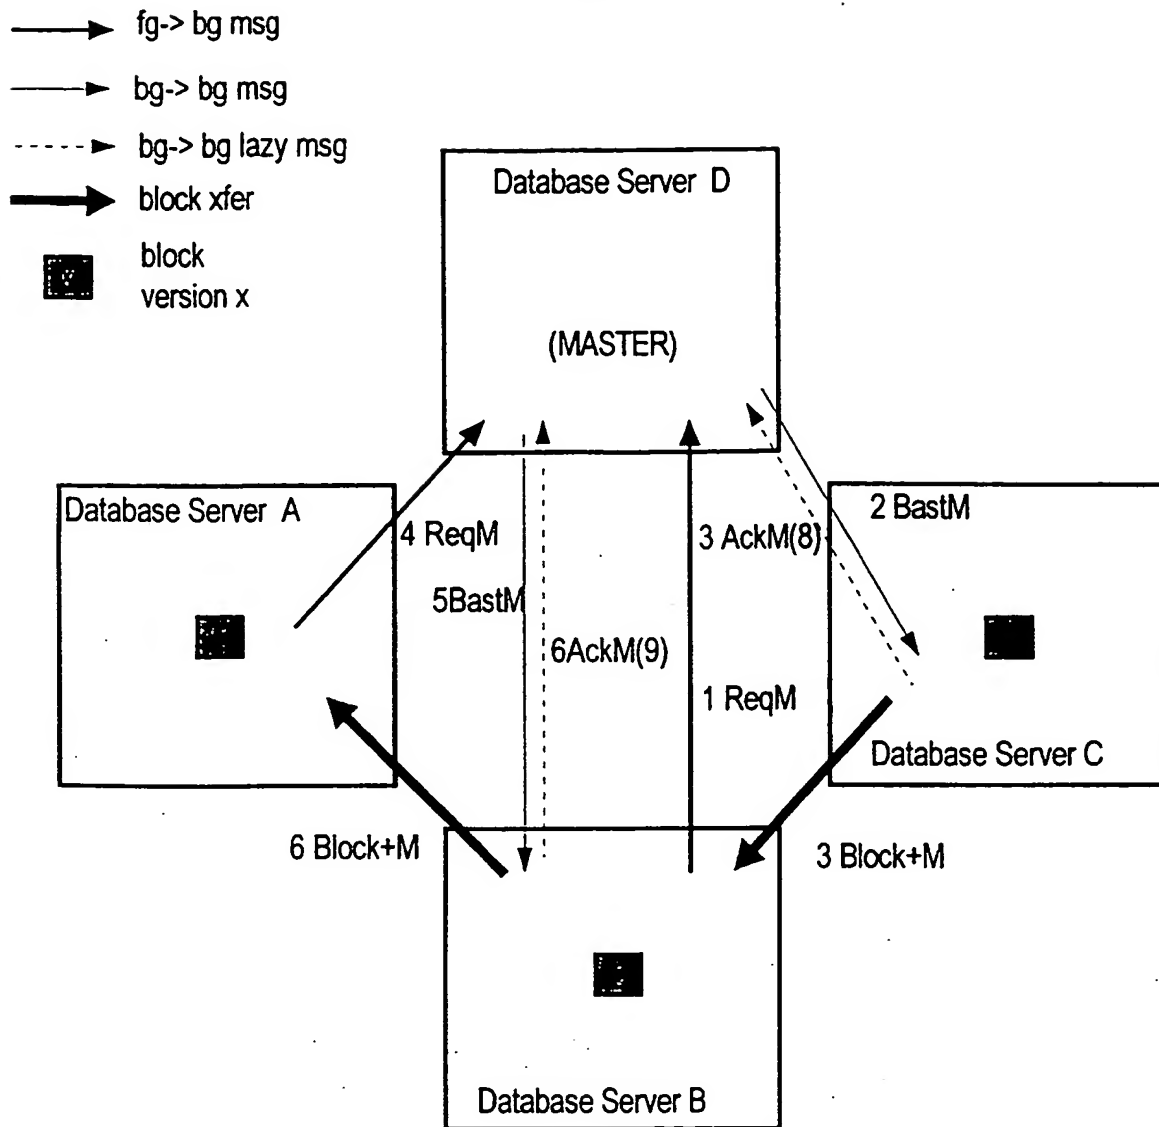 fg-> bg msg
bg-> bg msg
bg-> bg lazy msg
block xfer
block
version x
Database Server D
(MASTER)
Database Server A
4 ReqM
5BastM
6AckM(9)
3 AckM(8)
1 ReqM
2 BastM
Database Server C
6 Block+M
3 Block+M
Database Server B